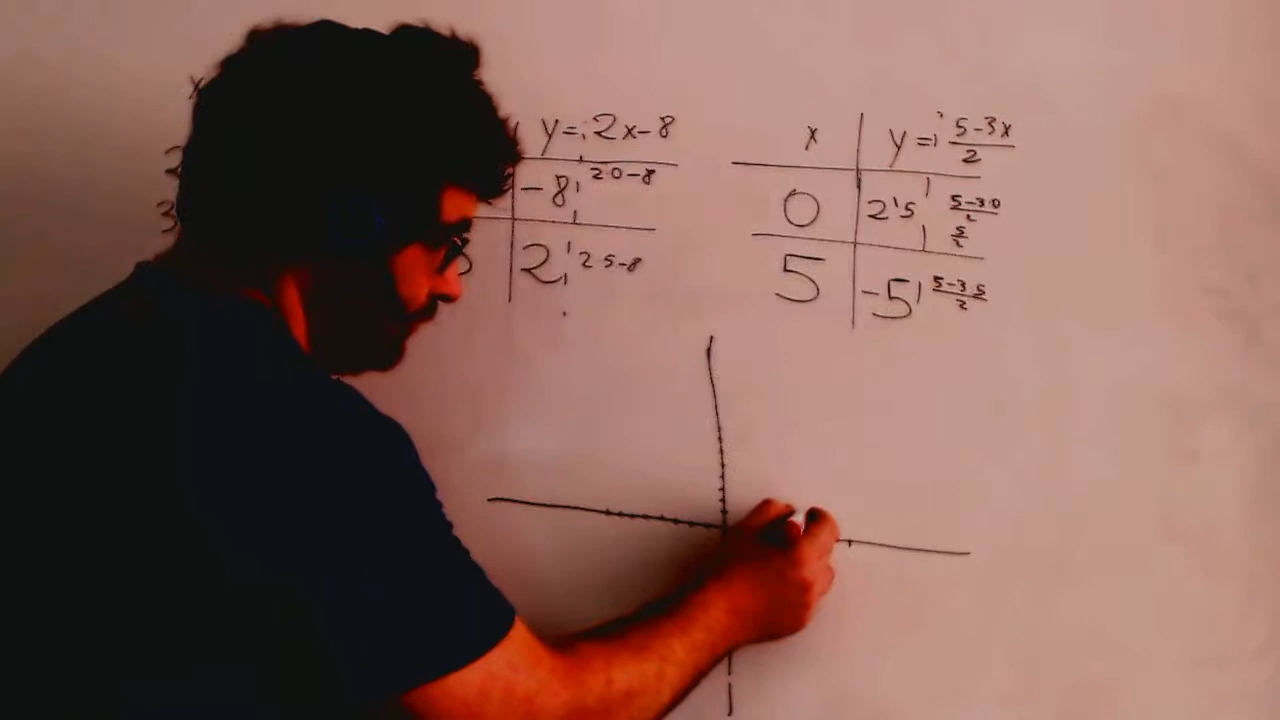 y = 2x-8
-8 2·0-8
2 2·5-8
x y = 5-3x/2
0 2'5 5-3·0/2
5/2
5 -5 5-3·5/2